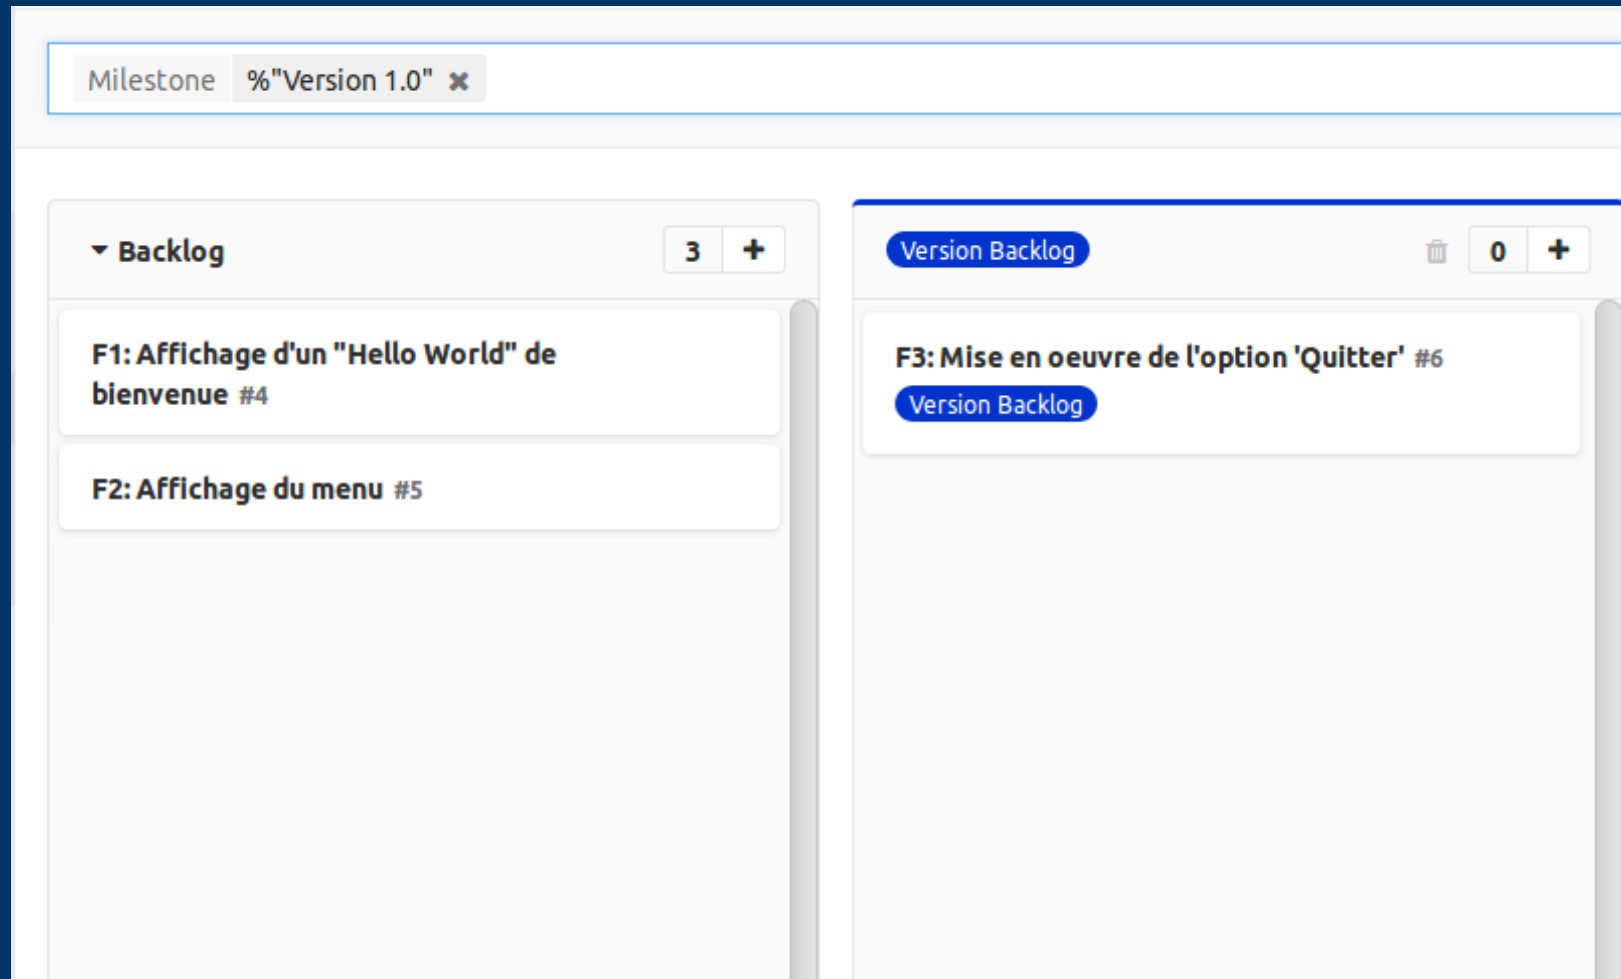 Milestone %"Version 1.0" ✖
Backlog 3 +
F1: Affichage d'un "Hello World" de
bienvenue #4
F2: Affichage du menu #5
Version Backlog 0 +
F3: Mise en oeuvre de l'option 'Quitter' #6
Version Backlog